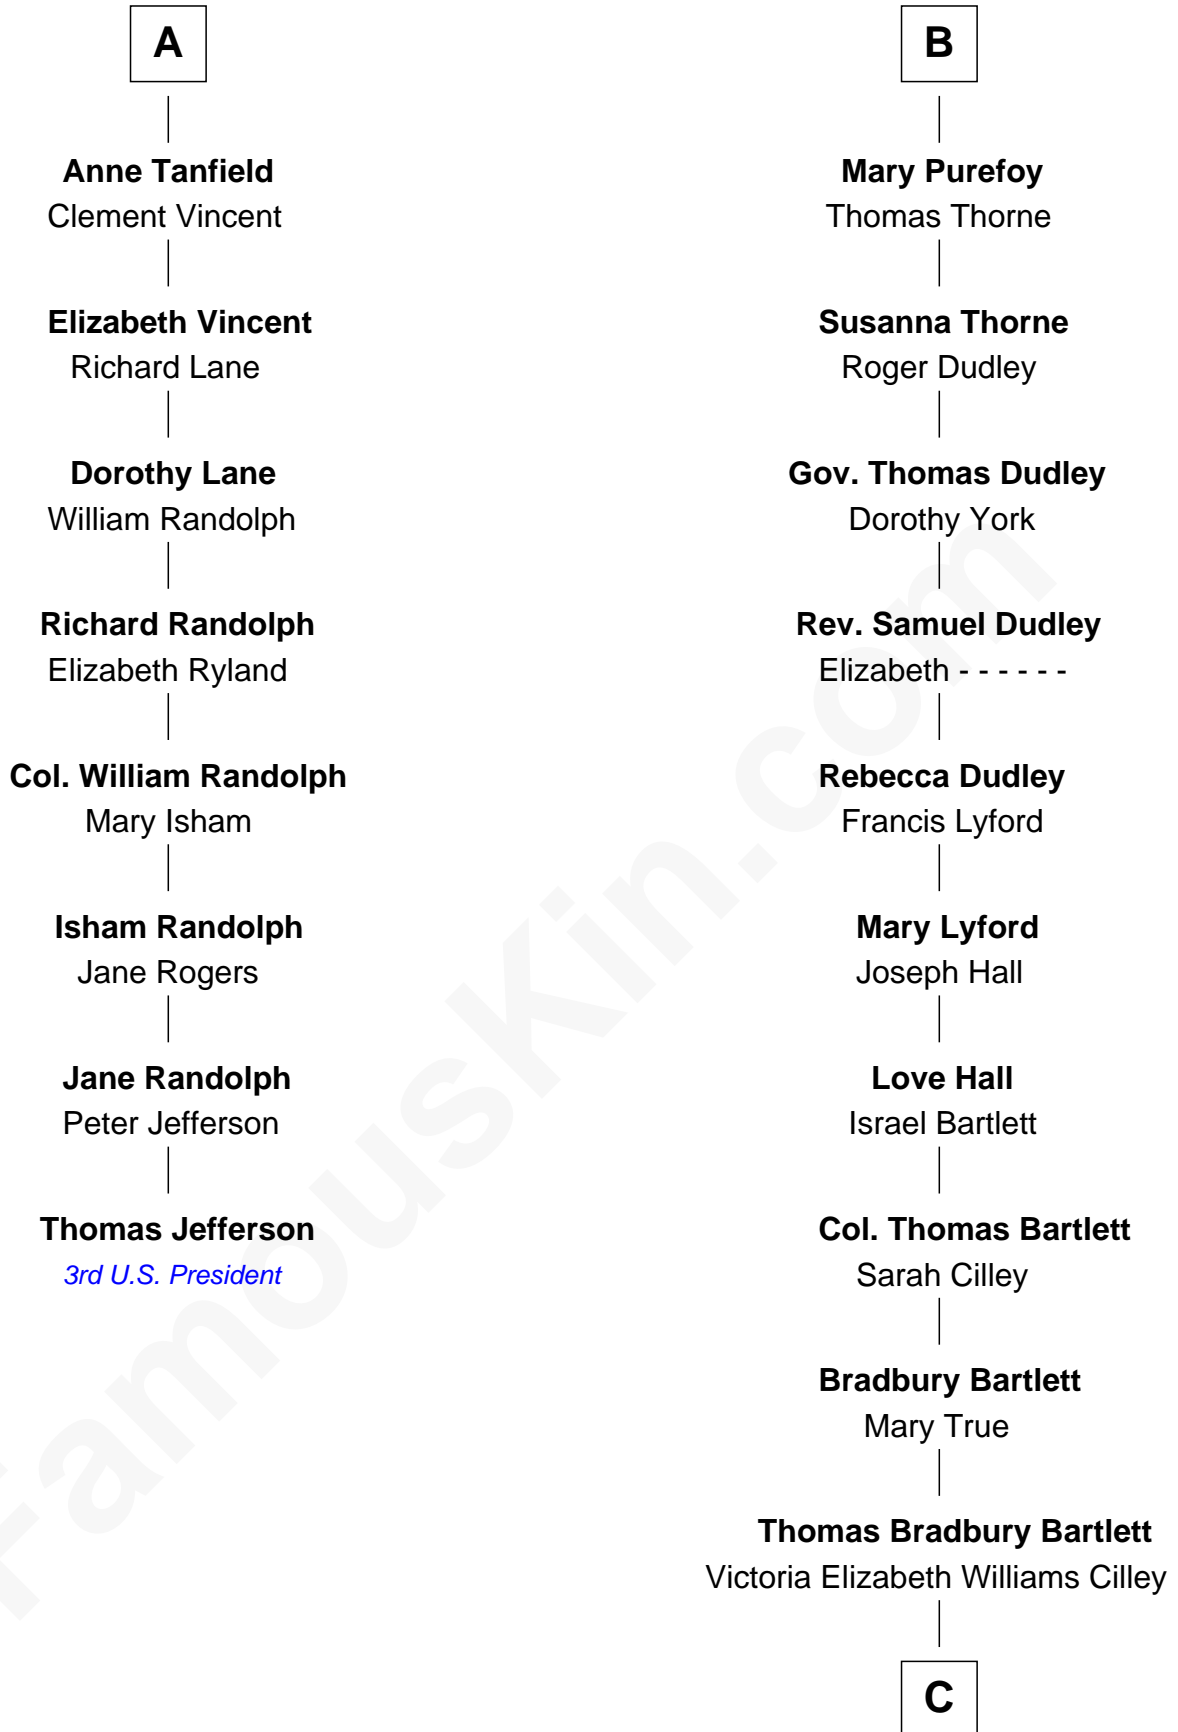 A
Anne Tanfield
Clement Vincent
Elizabeth Vincent
Richard Lane
Dorothy Lane
William Randolph
Richard Randolph
Elizabeth Ryland
Col. William Randolph
Mary Isham
Isham Randolph
Jane Rogers
Jane Randolph
Peter Jefferson
Thomas Jefferson
3rd U.S. President
B
Mary Purefoy
Thomas Thorne
Susanna Thorne
Roger Dudley
Gov. Thomas Dudley
Dorothy York
Rev. Samuel Dudley
Elizabeth - - - - - -
Rebecca Dudley
Francis Lyford
Mary Lyford
Joseph Hall
Love Hall
Israel Bartlett
Col. Thomas Bartlett
Sarah Cilley
Bradbury Bartlett
Mary True
Thomas Bradbury Bartlett
Victoria Elizabeth Williams Cilley
C
FamousKin.com